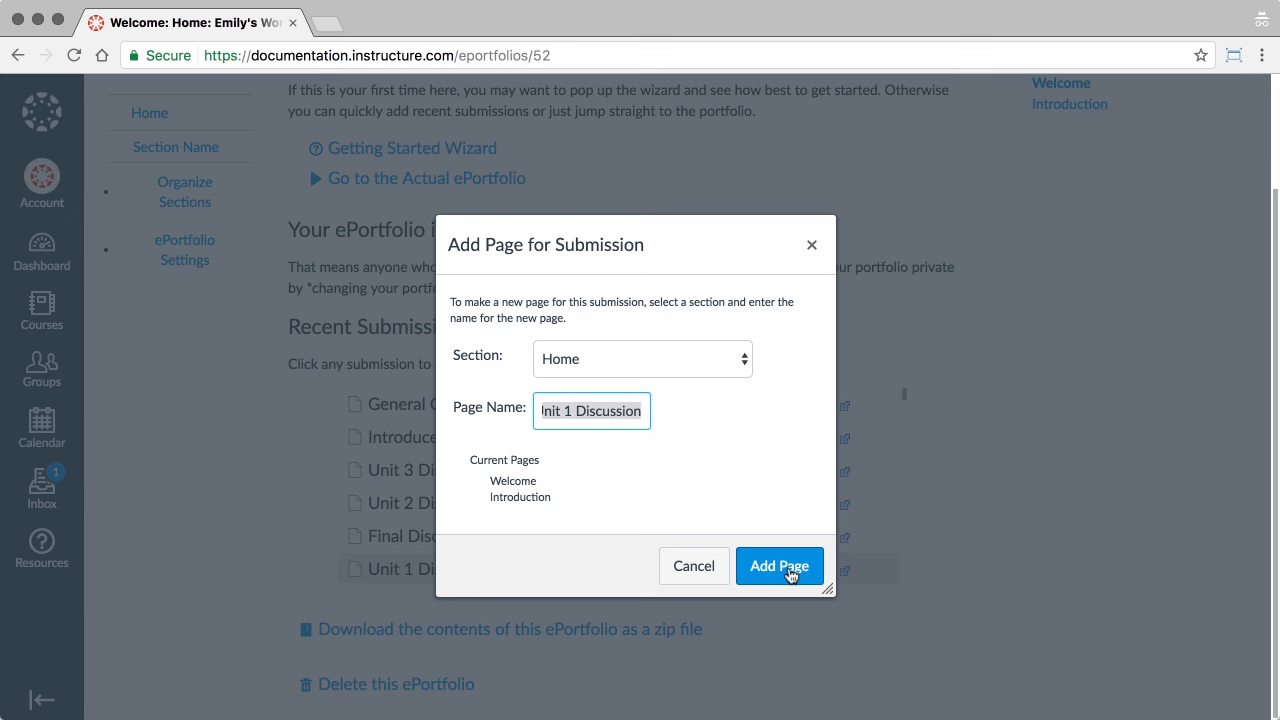 Welcome: Home: Emily's Wor
Secure https://documentation.instructure.com/eportfolios/52
Account
Dashboard
Courses
Groups
Calendar
1
Inbox
Resources
Home
Section Name
Organize
Sections
ePortfolio
Settings
If this is your first time here, you may want to pop up the wizard and see how best to get started. Otherwise
you can quickly add recent submissions or just jump straight to the portfolio.
Getting Started Wizard
Go to the Actual ePortfolio
Your ePortfolio i
That means anyone who ur portfolio private
by *changing your portfo
Recent Submissi
Click any submission to
General
Introduce
Unit 3 Di
Unit 2 Di
Final Disc
Unit 1 Di
Download the contents of this ePortfolio as a zip file
Delete this ePortfolio
Welcome
Introduction
Add Page for Submission
To make a new page for this submission, select a section and enter the
name for the new page.
Section: Home
Page Name: nit 1 Discussion
Current Pages
Welcome
Introduction
Cancel Add Page